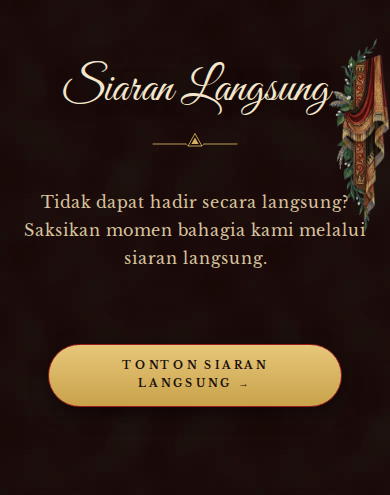 Siaran Langsung
Tidak dapat hadir secara langsung?
Saksikan momen bahagia kami melalui
siaran langsung.
TONTON SIARAN
LANGSUNG →